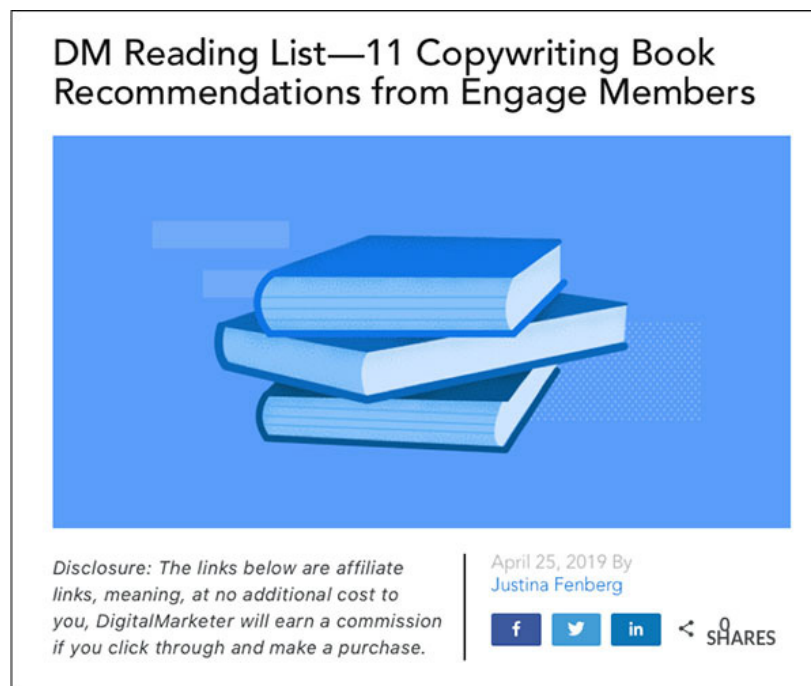 DM Reading List—11 Copywriting Book
Recommendations from Engage Members
Disclosure: The links below are affiliate
links, meaning, at no additional cost to
you, DigitalMarketer will earn a commission
if you click through and make a purchase.
April 25, 2019 By
Justina Fenberg
f
in
0
SHARES